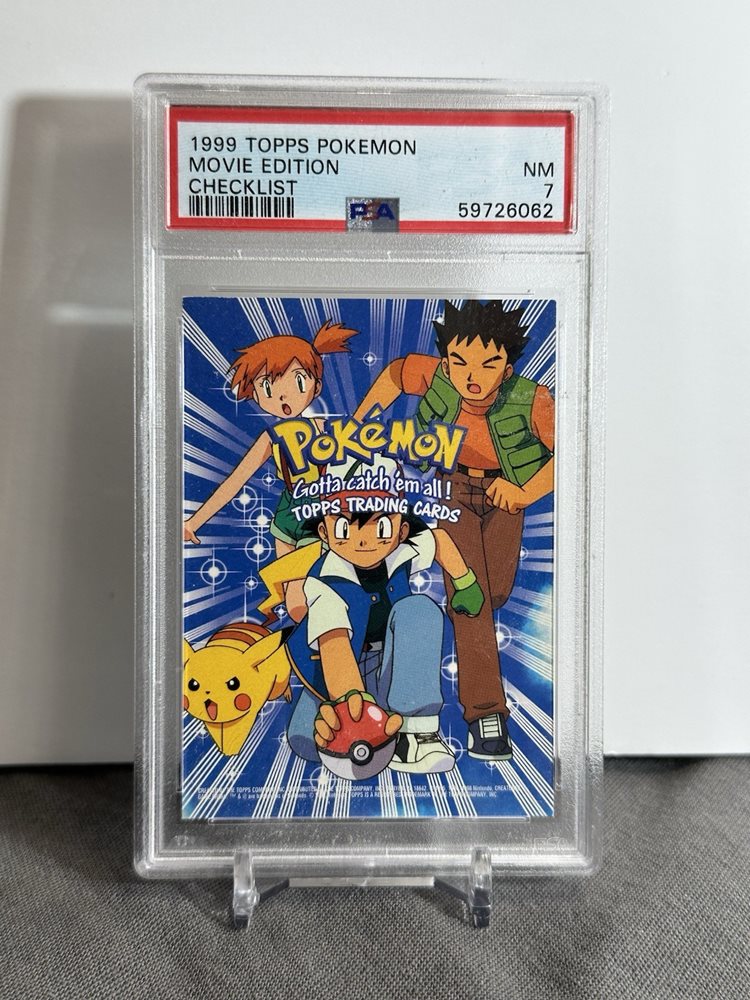 1999 TOPPS POKEMON
MOVIE EDITION NM
CHECKLIST 7
PSA 59726062
POKéMON
Gotta catch 'em all!
TOPPS TRADING CARDS